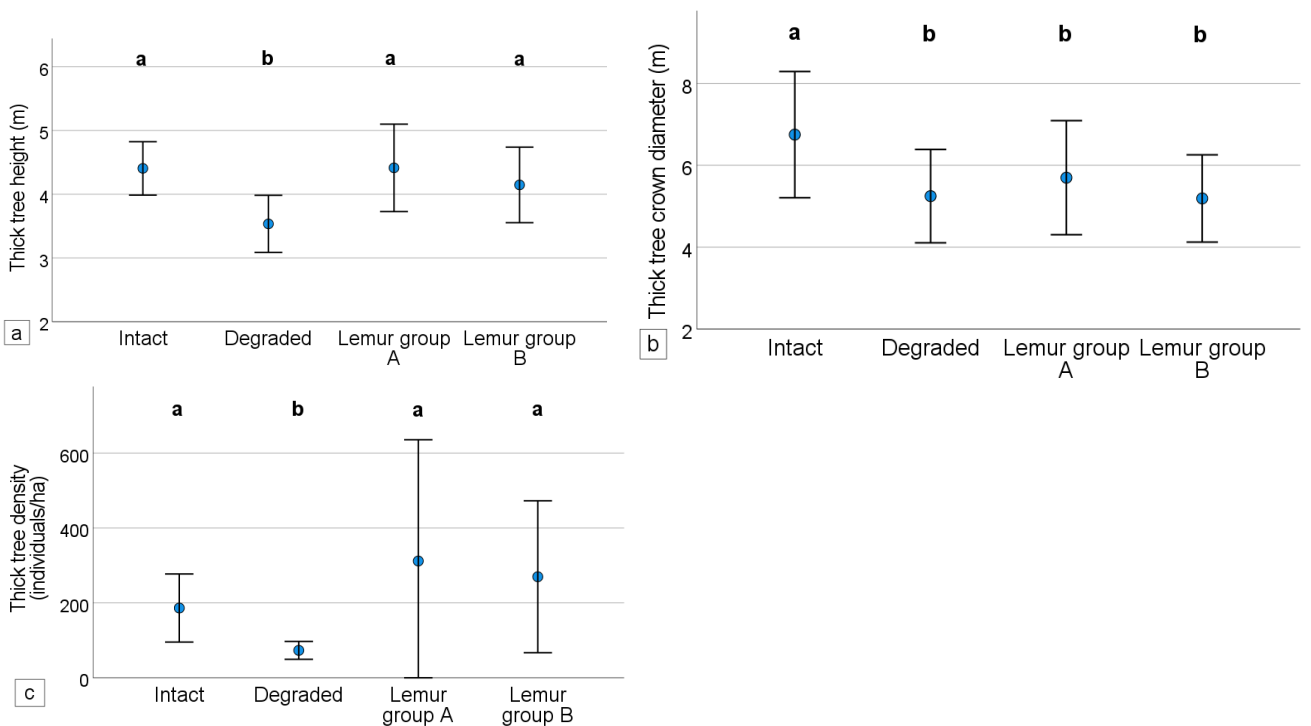 a b a a
Thick tree height (m)
6
5
4
3
2
Intact Degraded Lemur group Lemur group
A B
a
a b b b
Thick tree crown diameter (m)
8
6
4
2
Intact Degraded Lemur group Lemur group
A B
b
a b a a
Thick tree density
(individuals/ha)
600
400
200
0
Intact Degraded Lemur Lemur
group A group B
c